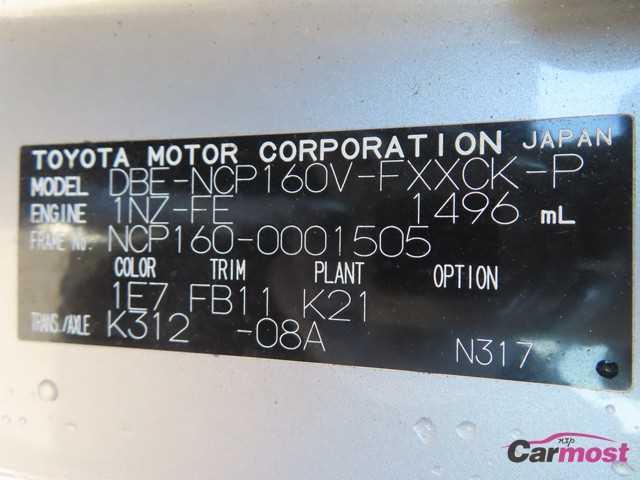 TOYOTA MOTOR CORPORATION JAPAN
MODEL DBE-NCP160V-FXXCK-P
ENGINE 1NZ-FE 1496 mL
FRAME No. NCP160-0001505
COLOR TRIM PLANT OPTION
1E7 FB11 K21
TRANS./AXLE K312 -08A
N317
nxp
Carmost